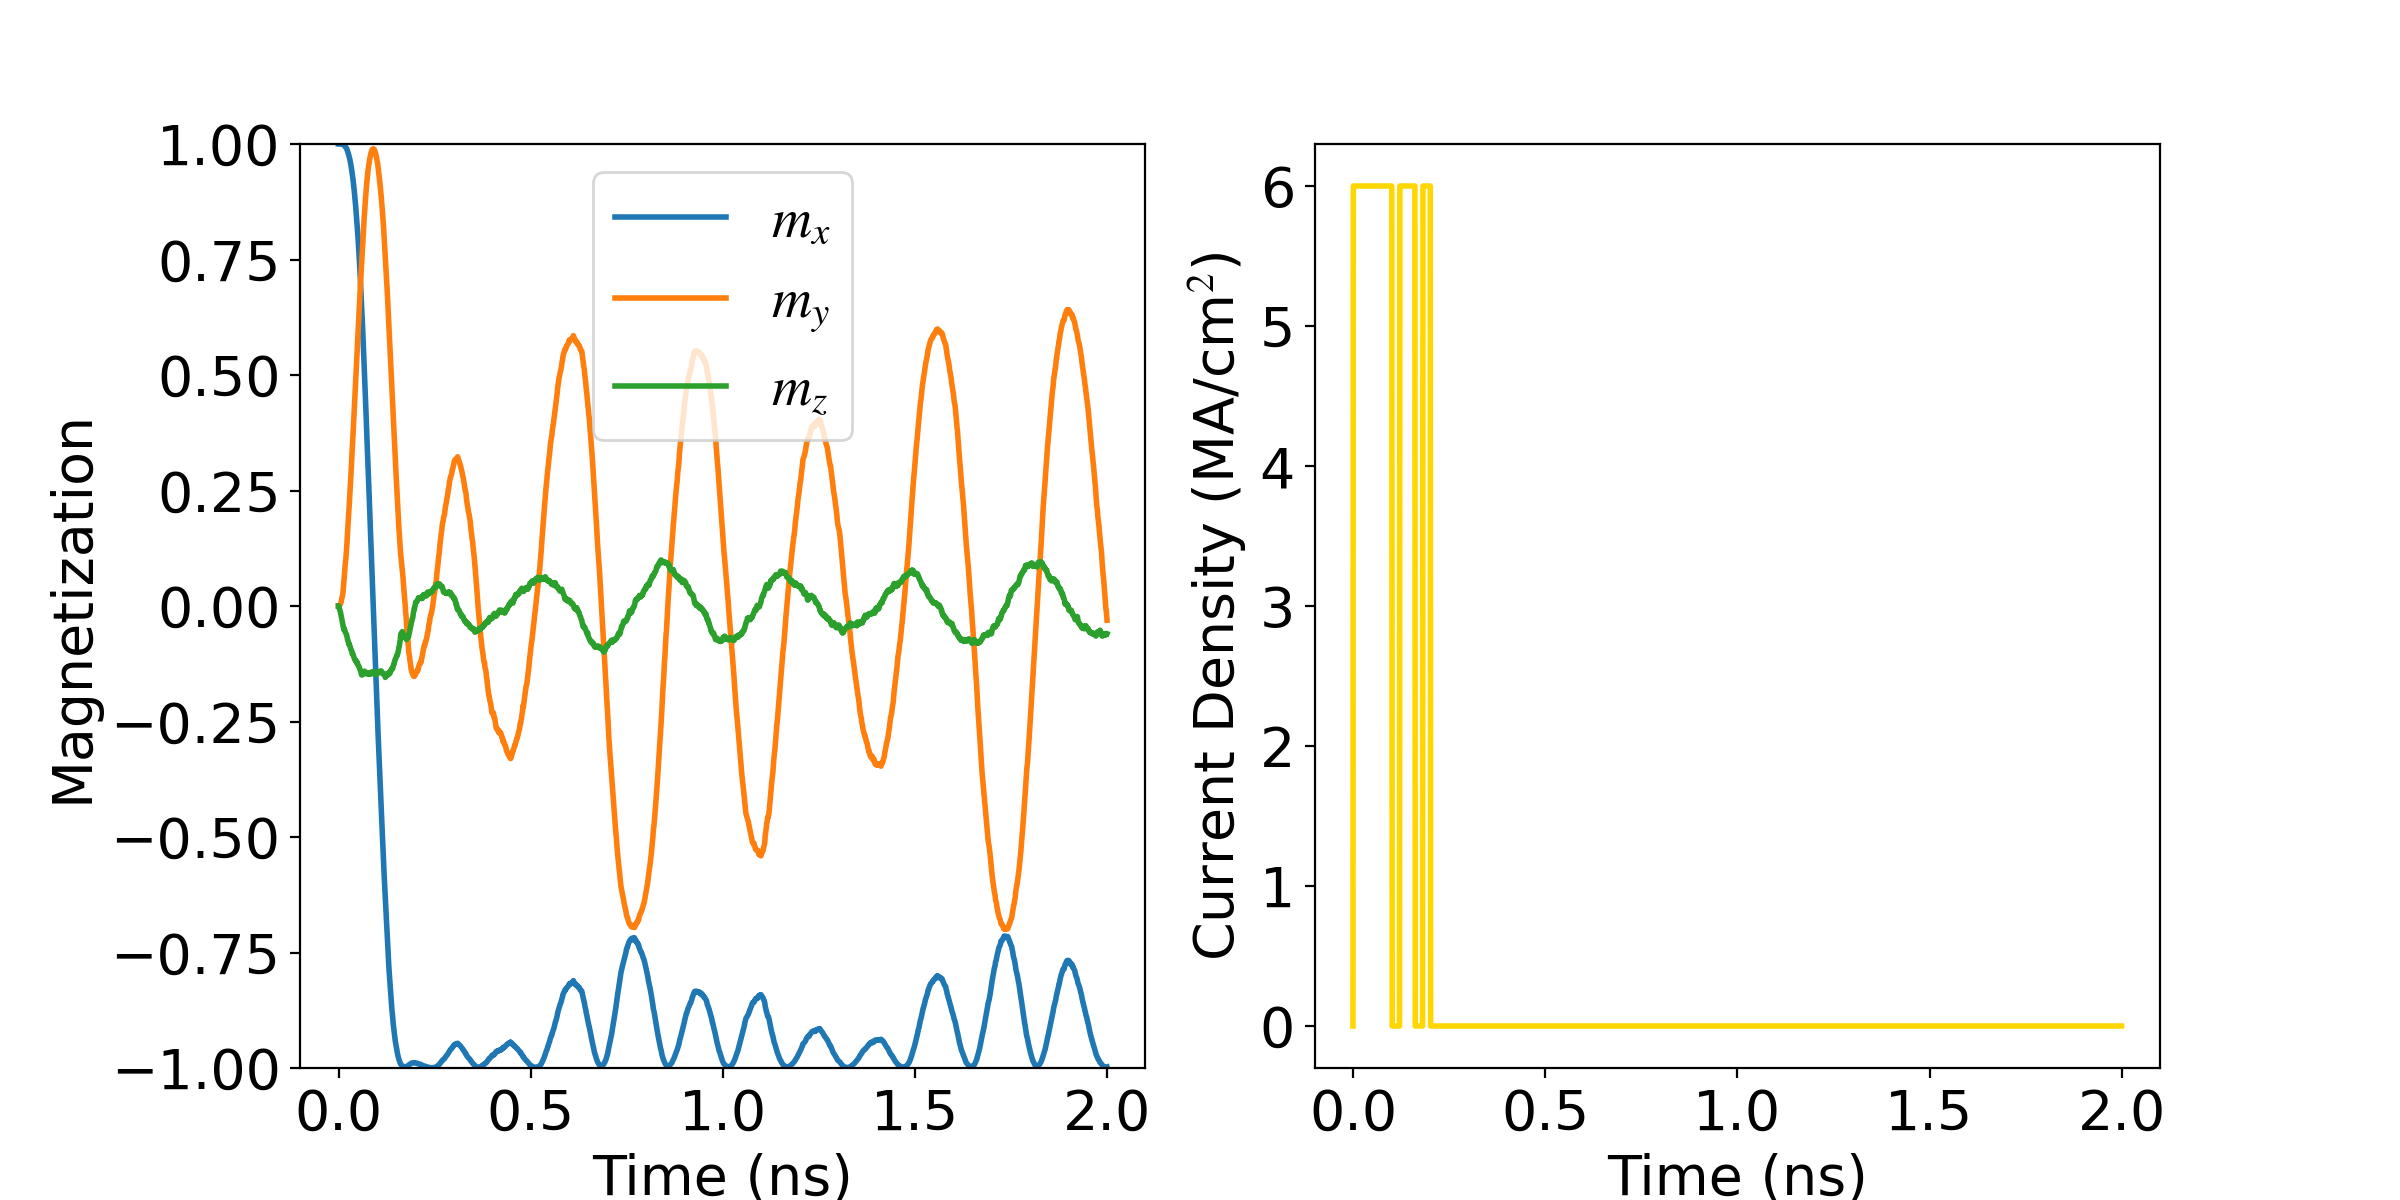 1.00
0.75
0.50
0.25
0.00
−0.25
−0.50
−0.75
−1.00
Magnetization
0.0 0.5 1.0 1.5 2.0
Time (ns)
m_x
m_y
m_z
6
5
4
3
2
1
0
Current Density (MA/cm²)
0.0 0.5 1.0 1.5 2.0
Time (ns)